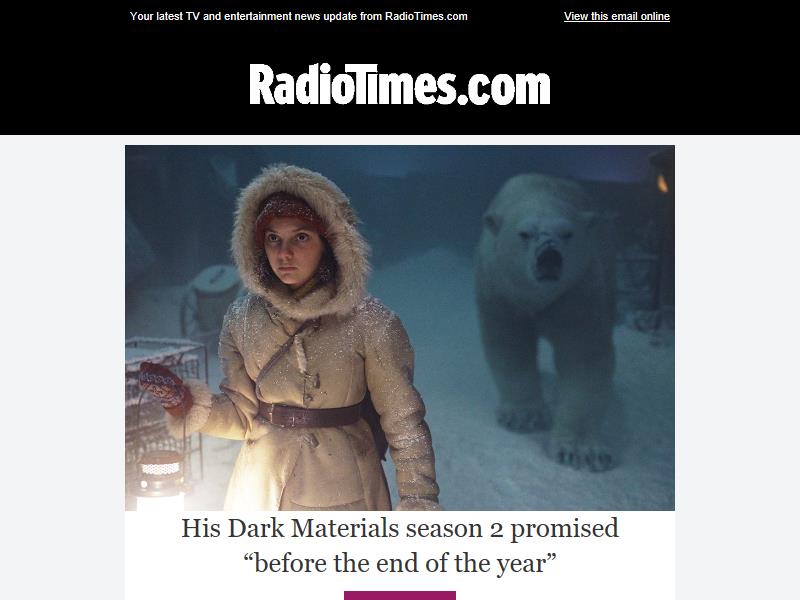 Your latest TV and entertainment news update from RadioTimes.com
View this email online
RadioTimes.com
His Dark Materials season 2 promised
“before the end of the year”